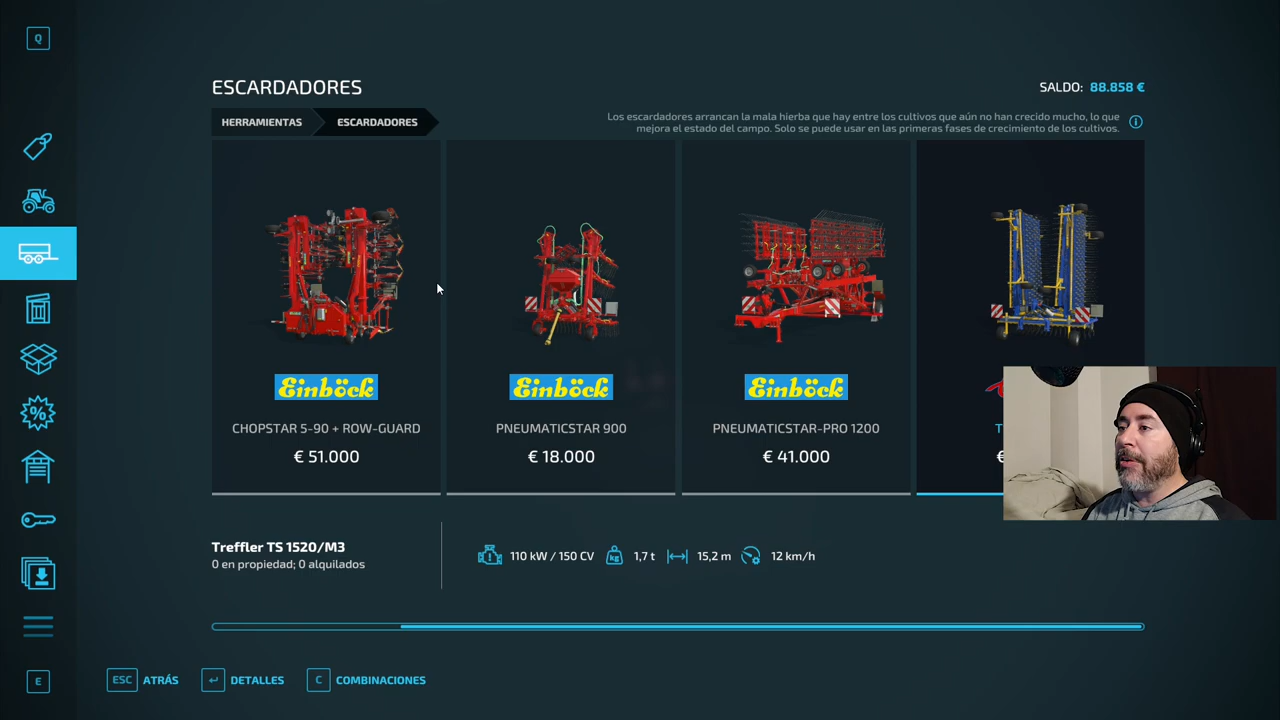 Q
ESCARDADORES
SALDO: 88.858 €
HERRAMIENTAS
ESCARDADORES
Los escardadores arrancan la mala hierba que hay entre los cultivos que aún no han crecido mucho, lo que
mejora el estado del campo. Solo se puede usar en las primeras fases de crecimiento de los cultivos.
Einböck
Einböck
Einböck
CHOPSTAR 5-90 + ROW-GUARD
PNEUMATICSTAR 900
PNEUMATICSTAR-PRO 1200
€ 51.000
€ 18.000
€ 41.000
€
Treffler TS 1520/M3
0 en propiedad; 0 alquilados
110 kW / 150 CV
1,7 t
15,2 m
12 km/h
E
ESC ATRÁS
DETALLES
C COMBINACIONES